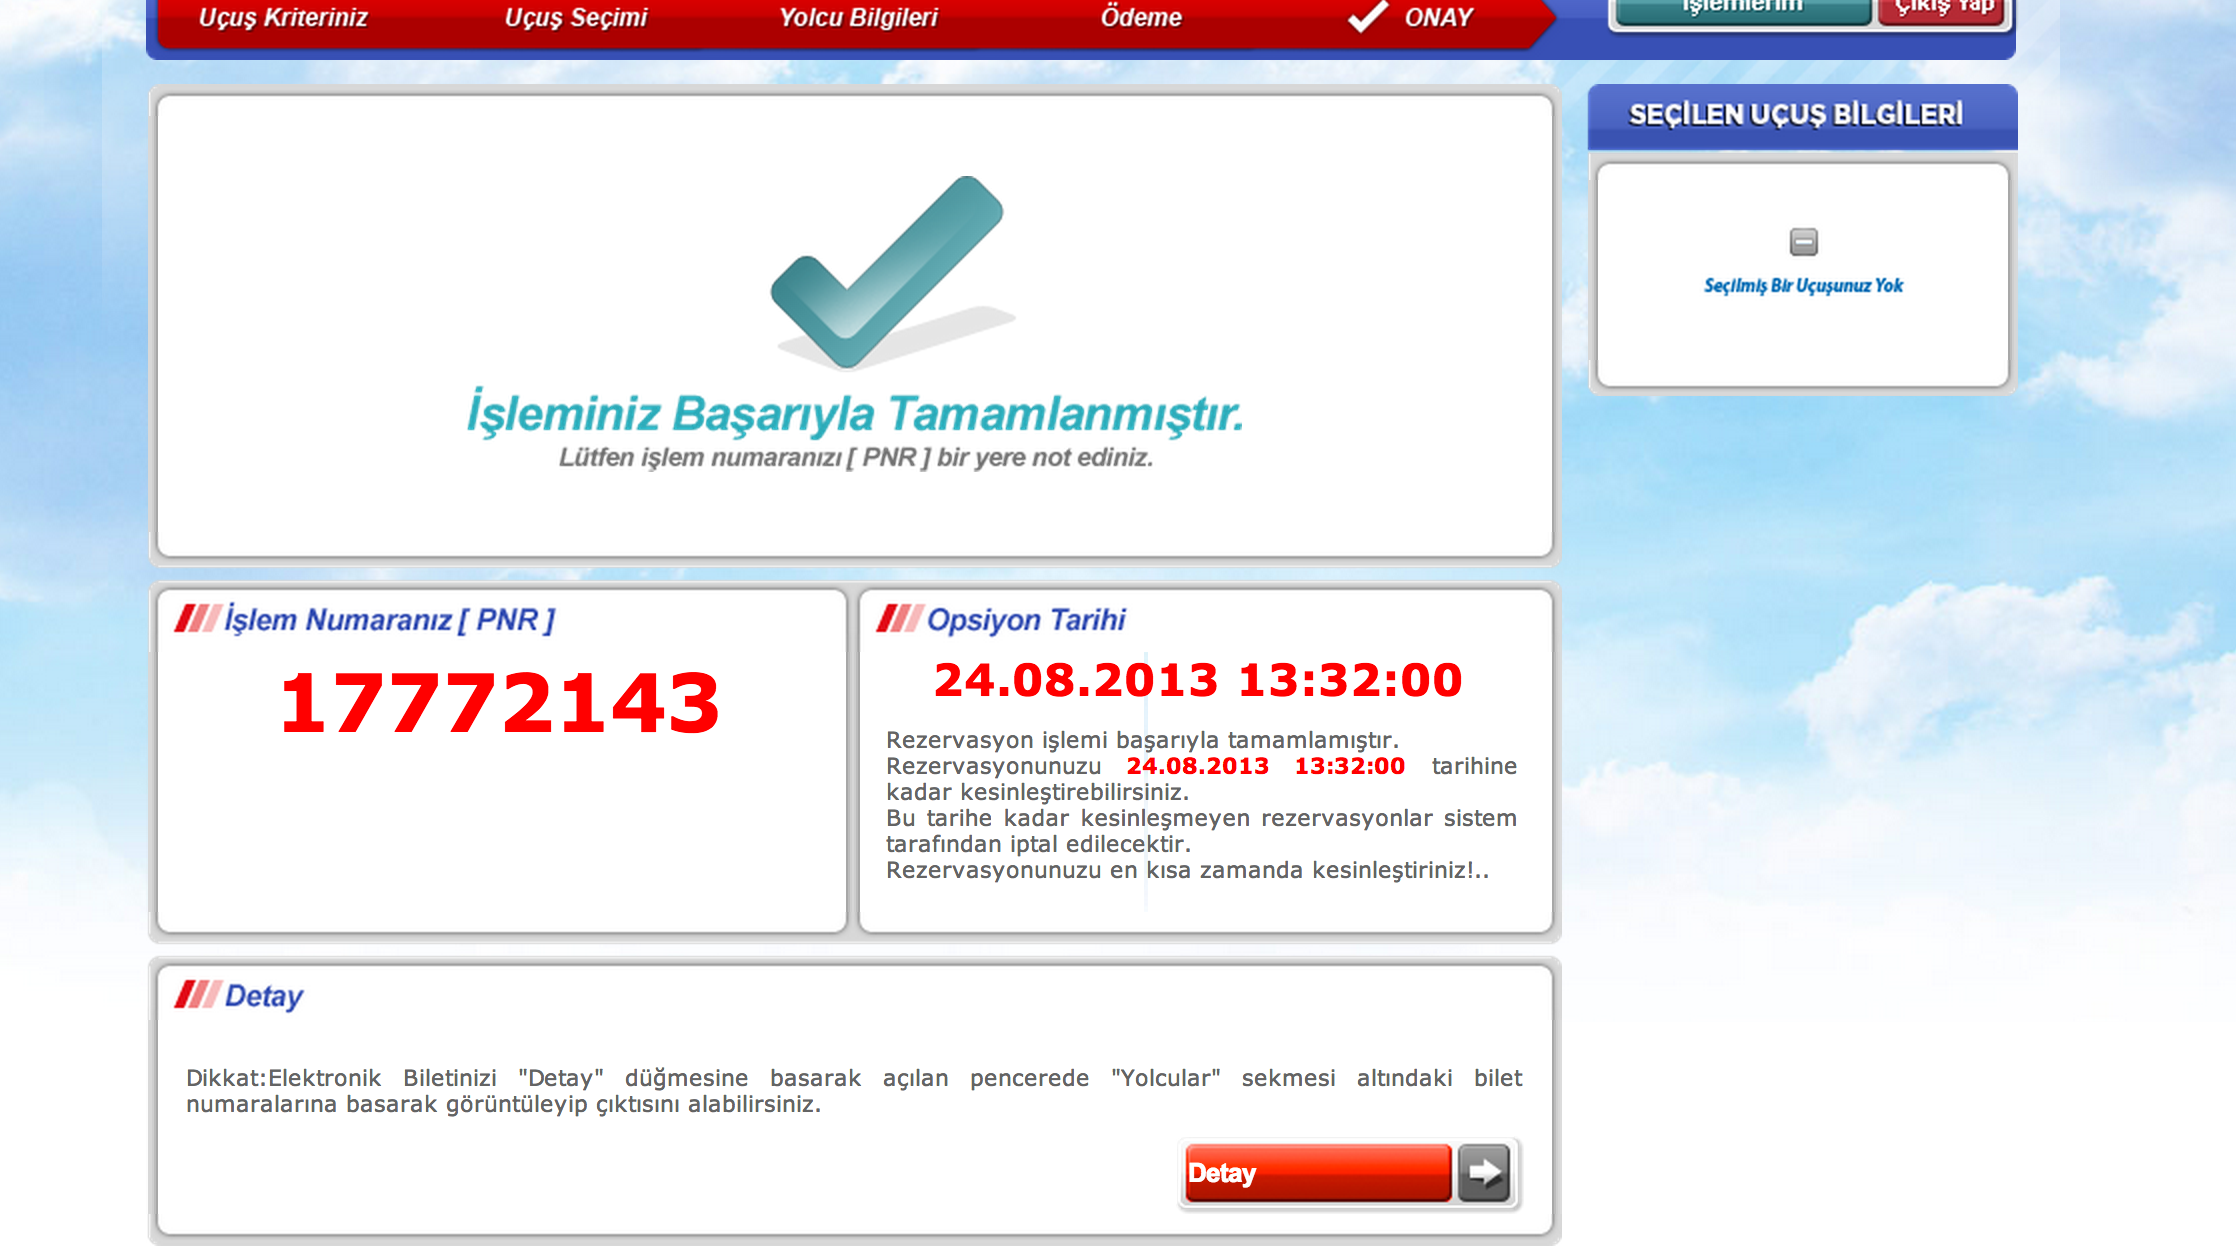 Uçuş Kriteriniz
Uçuş Seçimi
Yolcu Bilgileri
Ödeme
ONAY
İşlemlerim
Çıkış Yap
SEÇİLEN UÇUŞ BİLGİLERİ
Seçilmiş Bir Uçuşunuz Yok
İşleminiz Başarıyla Tamamlanmıştır.
Lütfen işlem numaranızı [ PNR ] bir yere not ediniz.
İşlem Numaranız [ PNR ]
17772143
Opsiyon Tarihi
24.08.2013 13:32:00
Rezervasyon işlemi başarıyla tamamlamıştır.
Rezervasyonunuzu 24.08.2013 13:32:00 tarihine
kadar kesinleştirebilirsiniz.
Bu tarihe kadar kesinleşmeyen rezervasyonlar sistem
tarafından iptal edilecektir.
Rezervasyonunuzu en kısa zamanda kesinleştiriniz!..
Detay
Dikkat:Elektronik Biletinizi "Detay" düğmesine basarak açılan pencerede "Yolcular" sekmesi altındaki bilet
numaralarına basarak görüntüleyip çıktısını alabilirsiniz.
Detay